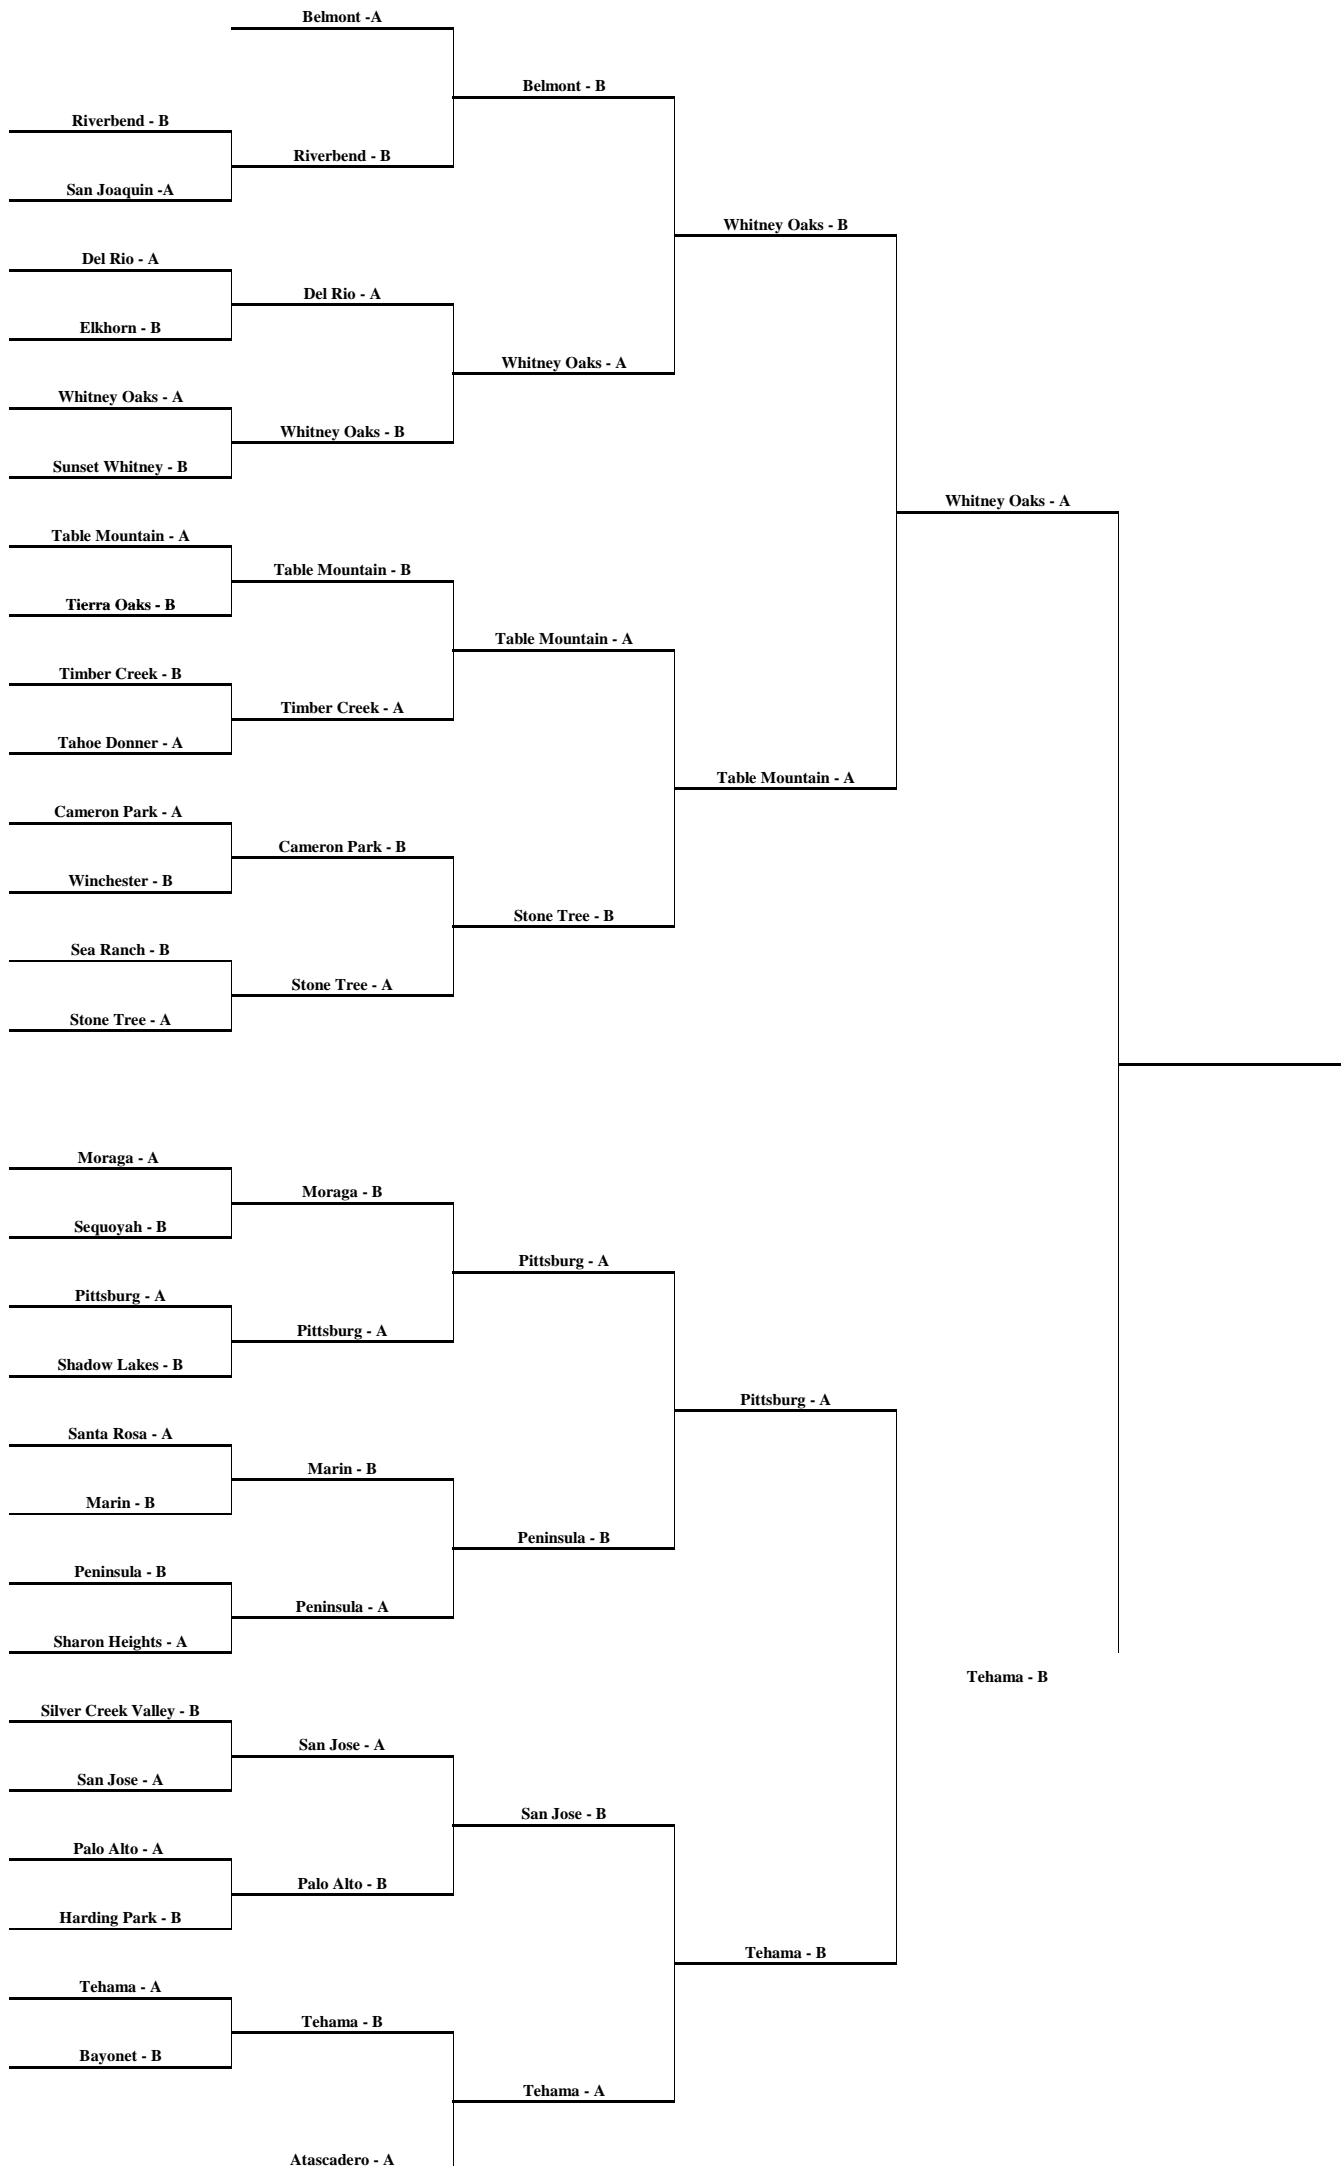 Belmont -A
Belmont - B
Riverbend - B
Riverbend - B
San Joaquin -A
Whitney Oaks - B
Del Rio - A
Del Rio - A
Elkhorn - B
Whitney Oaks - A
Whitney Oaks - A
Whitney Oaks - B
Sunset Whitney - B
Whitney Oaks - A
Table Mountain - A
Table Mountain - B
Tierra Oaks - B
Table Mountain - A
Timber Creek - B
Timber Creek - A
Tahoe Donner - A
Table Mountain - A
Cameron Park - A
Cameron Park - B
Winchester - B
Stone Tree - B
Sea Ranch - B
Stone Tree - A
Stone Tree - A
Moraga - A
Moraga - B
Sequoyah - B
Pittsburg - A
Pittsburg - A
Pittsburg - A
Shadow Lakes - B
Pittsburg - A
Santa Rosa - A
Marin - B
Marin - B
Peninsula - B
Peninsula - B
Peninsula - A
Sharon Heights - A
Tehama - B
Silver Creek Valley - B
San Jose - A
San Jose - A
San Jose - B
Palo Alto - A
Palo Alto - B
Harding Park - B
Tehama - B
Tehama - A
Tehama - B
Bayonet - B
Tehama - A
Atascadero - A